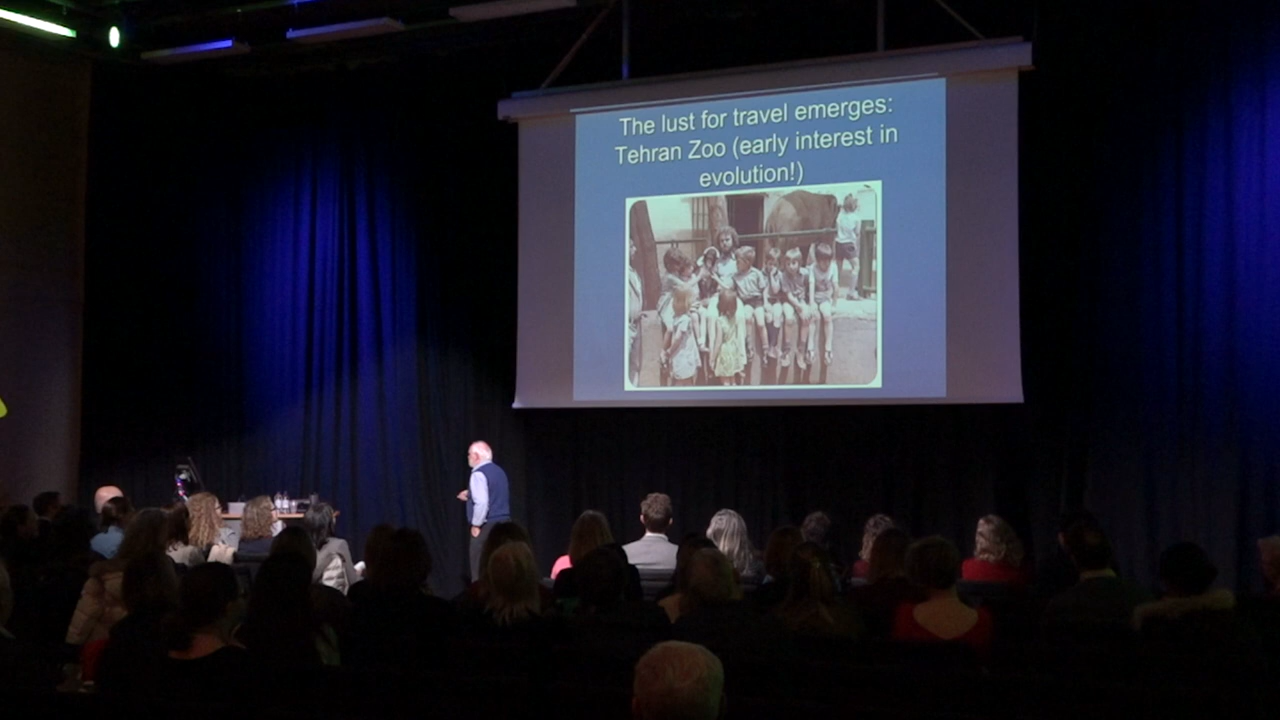 The lust for travel emerges:
Tehran Zoo (early interest in
evolution!)